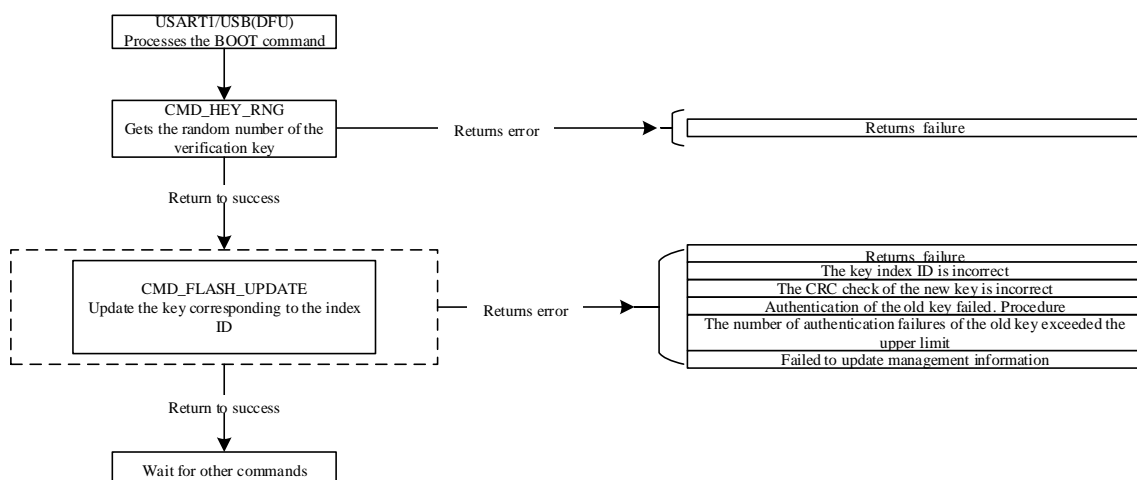 USART1/USB(DFU)
Processes the BOOT command
CMD_HEY_RNG
Gets the random number of the
verification key
Returns error
Returns failure
Return to success
CMD_FLASH_UPDATE
Update the key corresponding to the index
ID
Returns error
Returns failure
The key index ID is incorrect
The CRC check of the new key is incorrect
Authentication of the old key failed. Procedure
The number of authentication failures of the old key exceeded the
upper limit
Failed to update management information
Return to success
Wait for other commands